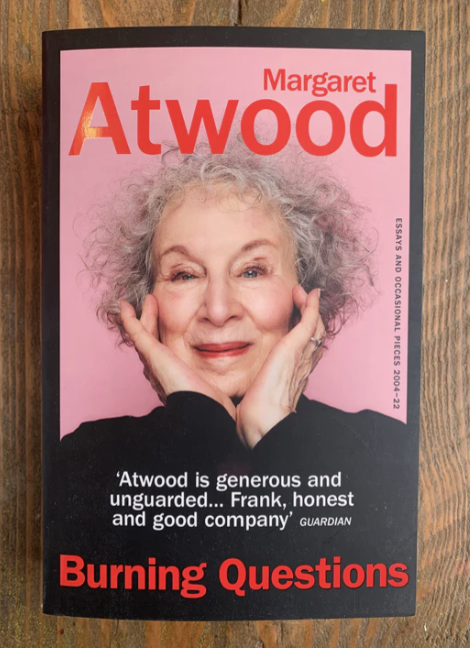 Margaret
Atwood
ESSAYS AND OCCASIONAL PIECES 2004–22
‘Atwood is generous and
unguarded... Frank, honest
and good company’ GUARDIAN
Burning Questions